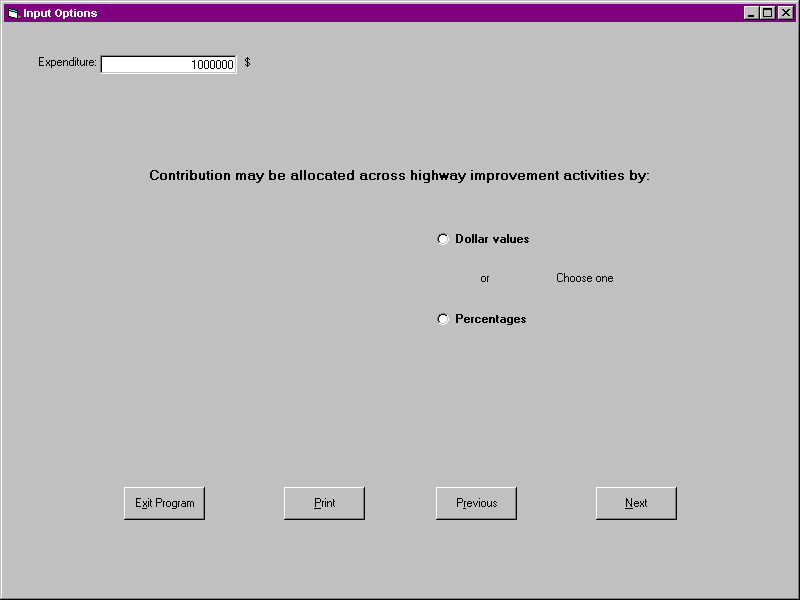 Input Options
Expenditure: 1000000 $
Contribution may be allocated across highway improvement activities by:
Dollar values
or Choose one
Percentages
Exit Program Print Previous Next